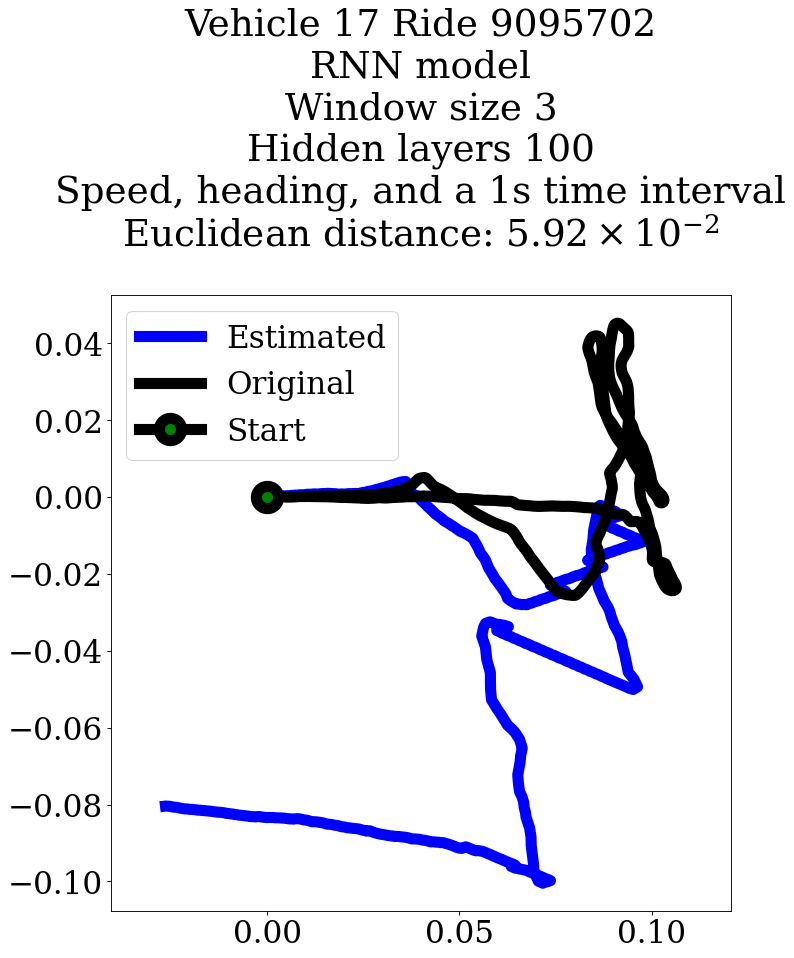 Vehicle 17 Ride 9095702
RNN model
Window size 3
Hidden layers 100
Speed, heading, and a 1s time interval
Euclidean distance: 5.92 × 10⁻²
Estimated
Original
Start
0.04
0.02
0.00
−0.02
−0.04
−0.06
−0.08
−0.10
0.00 0.05 0.10